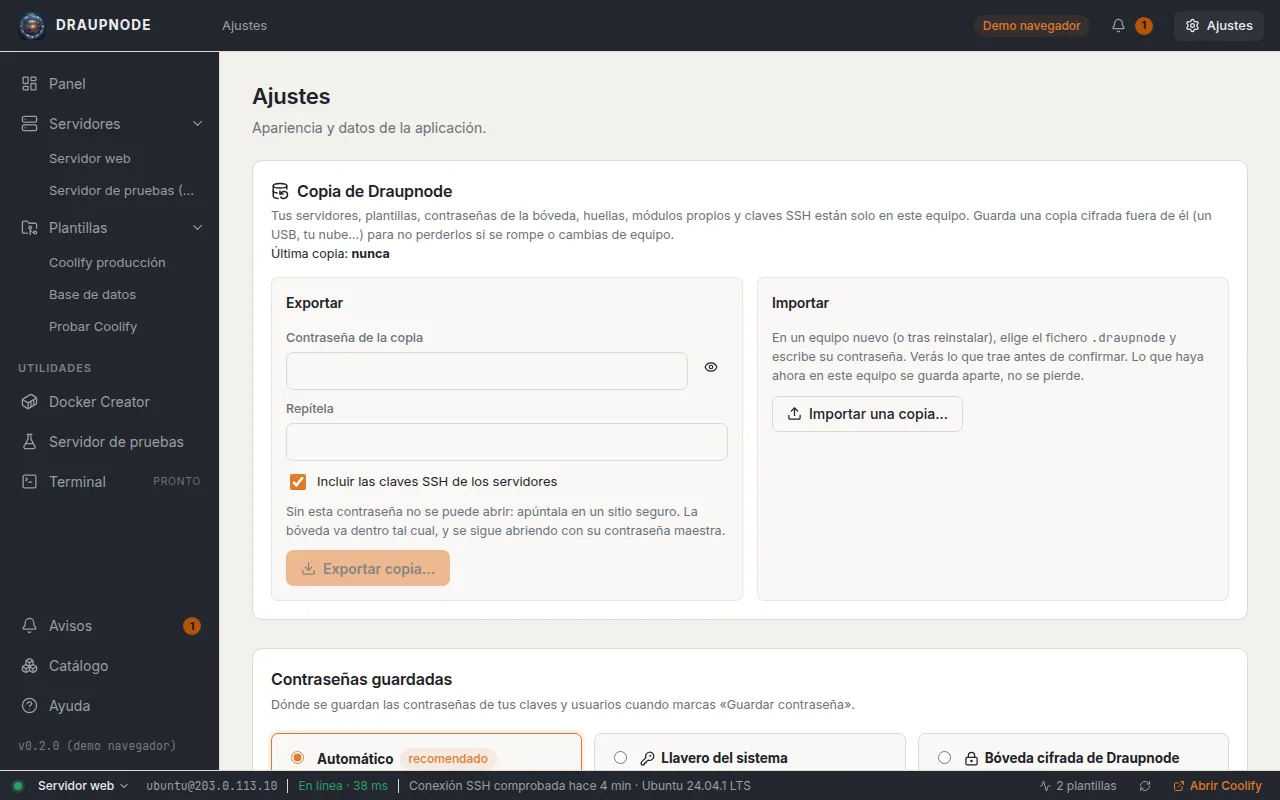 DRAUPNODE
Ajustes
Demo navegador
1
Ajustes
Panel
Servidores
Servidor web
Servidor de pruebas (...
Plantillas
Coolify producción
Base de datos
Probar Coolify
UTILIDADES
Docker Creator
Servidor de pruebas
Terminal PRONTO
Avisos 1
Catálogo
Ayuda
v0.2.0 (demo navegador)
Ajustes
Apariencia y datos de la aplicación.
Copia de Draupnode
Tus servidores, plantillas, contraseñas de la bóveda, huellas, módulos propios y claves SSH están solo en este equipo. Guarda una copia cifrada fuera de él (un
USB, tu nube...) para no perderlos si se rompe o cambias de equipo.
Última copia: nunca
Exportar
Contraseña de la copia
Repítela
Incluir las claves SSH de los servidores
Sin esta contraseña no se puede abrir: apúntala en un sitio seguro. La
bóveda va dentro tal cual, y se sigue abriendo con su contraseña maestra.
Exportar copia...
Importar
En un equipo nuevo (o tras reinstalar), elige el fichero .draupnode y
escribe su contraseña. Verás lo que trae antes de confirmar. Lo que haya
ahora en este equipo se guarda aparte, no se pierde.
Importar una copia...
Contraseñas guardadas
Dónde se guardan las contraseñas de tus claves y usuarios cuando marcas «Guardar contraseña».
Automático recomendado
Llavero del sistema
Bóveda cifrada de Draupnode
Servidor web
ubuntu@203.0.113.10
En línea · 38 ms
Conexión SSH comprobada hace 4 min · Ubuntu 24.04.1 LTS
2 plantillas
Abrir Coolify